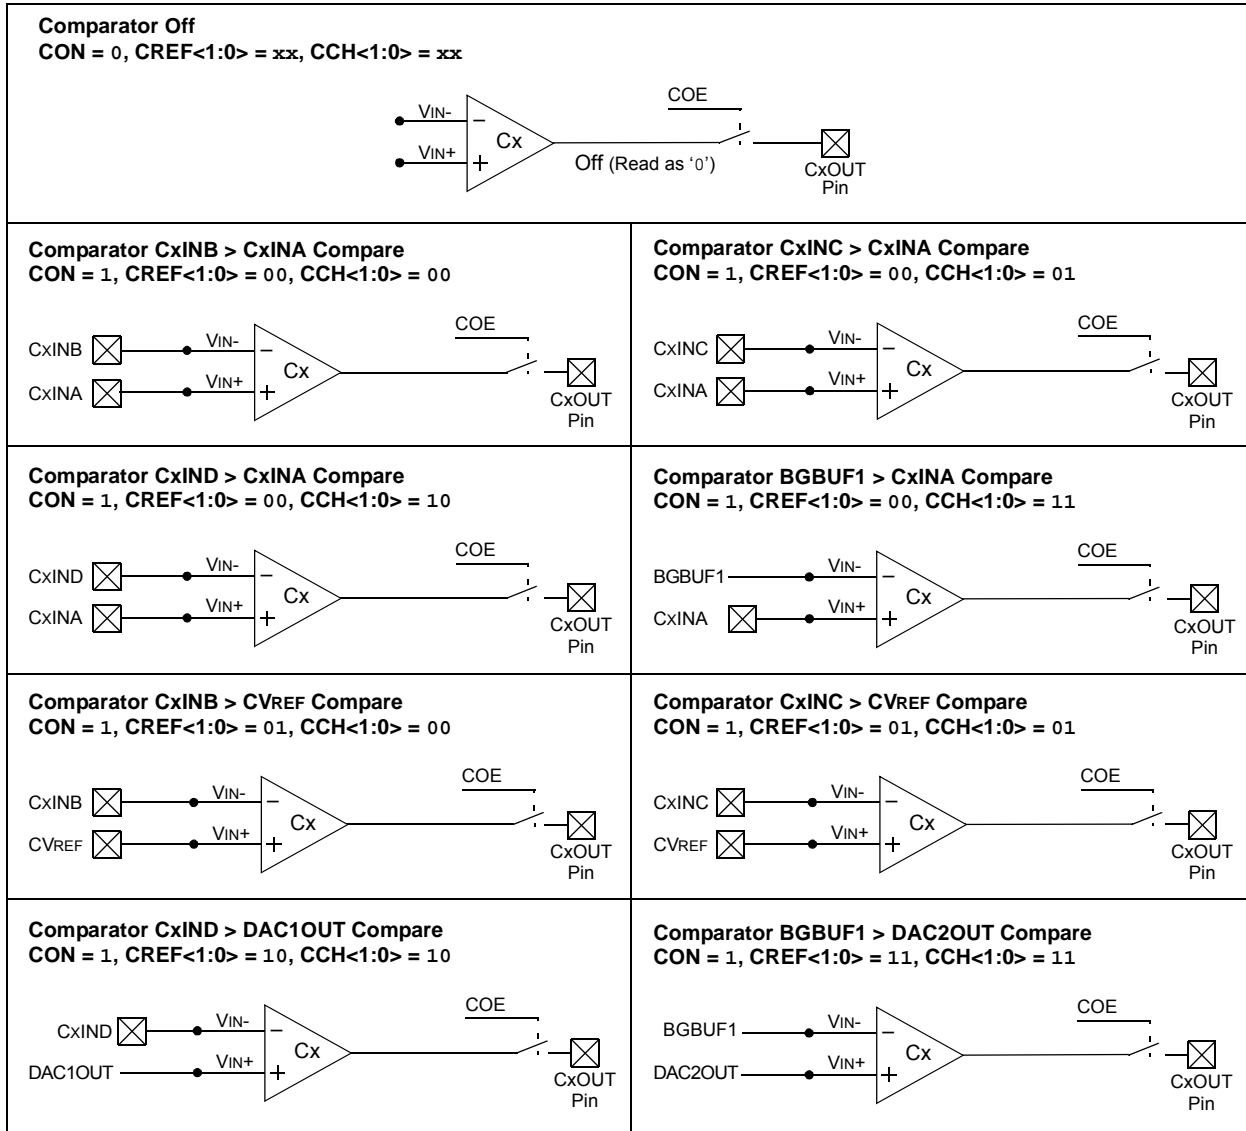 Comparator Off
CON = 0, CREF<1:0> = xx, CCH<1:0> = xx
COE
VIN-
–
Cx
VIN+
+
Off (Read as ‘0’)
CxOUT
Pin
Comparator CxINB > CxINA Compare
CON = 1, CREF<1:0> = 00, CCH<1:0> = 00
COE
CxINB
VIN-
–
Cx
CxINA
VIN+
+
CxOUT
Pin
Comparator CxINC > CxINA Compare
CON = 1, CREF<1:0> = 00, CCH<1:0> = 01
COE
CxINC
VIN-
–
Cx
CxINA
VIN+
+
CxOUT
Pin
Comparator CxIND > CxINA Compare
CON = 1, CREF<1:0> = 00, CCH<1:0> = 10
COE
CxIND
VIN-
–
Cx
CxINA
VIN+
+
CxOUT
Pin
Comparator BGBUF1 > CxINA Compare
CON = 1, CREF<1:0> = 00, CCH<1:0> = 11
COE
BGBUF1
VIN-
–
Cx
CxINA
VIN+
+
CxOUT
Pin
Comparator CxINB > CVREF Compare
CON = 1, CREF<1:0> = 01, CCH<1:0> = 00
COE
CxINB
VIN-
–
Cx
CVREF
VIN+
+
CxOUT
Pin
Comparator CxINC > CVREF Compare
CON = 1, CREF<1:0> = 01, CCH<1:0> = 01
COE
CxINC
VIN-
–
Cx
CVREF
VIN+
+
CxOUT
Pin
Comparator CxIND > DAC1OUT Compare
CON = 1, CREF<1:0> = 10, CCH<1:0> = 10
COE
CxIND
VIN-
–
Cx
DAC1OUT
VIN+
+
CxOUT
Pin
Comparator BGBUF1 > DAC2OUT Compare
CON = 1, CREF<1:0> = 11, CCH<1:0> = 11
COE
BGBUF1
VIN-
–
Cx
DAC2OUT
VIN+
+
CxOUT
Pin